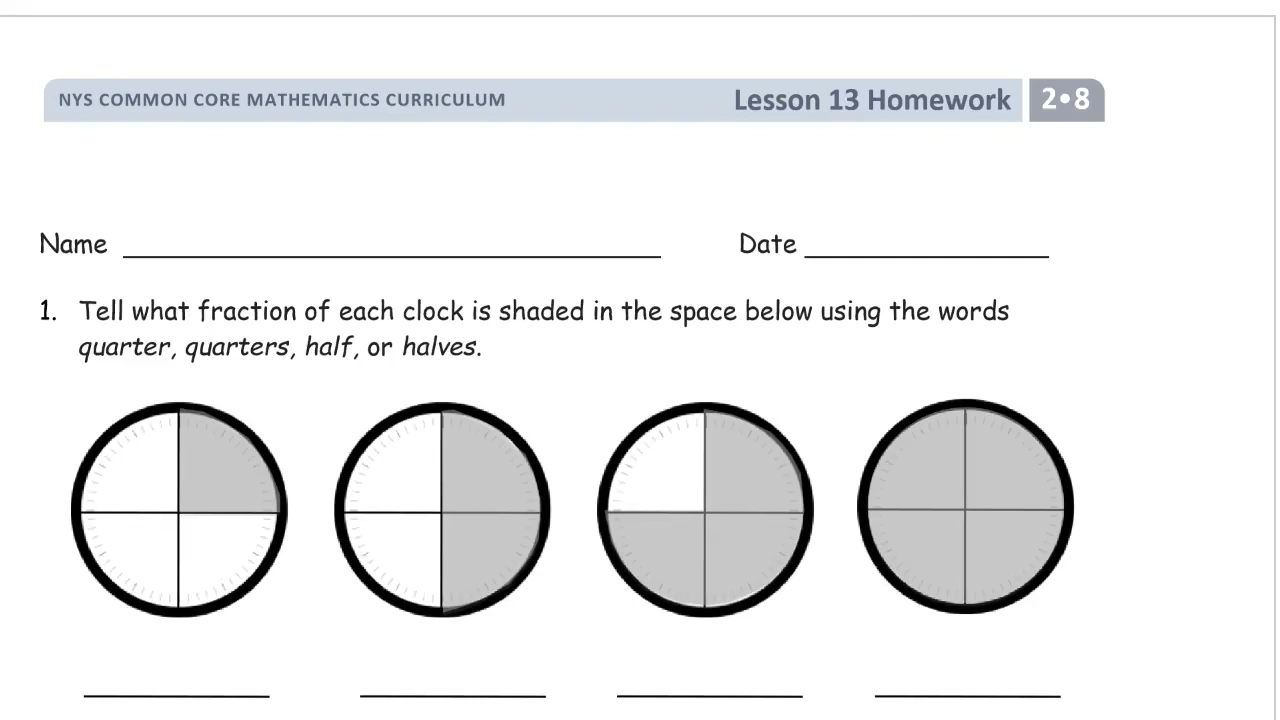 NYS COMMON CORE MATHEMATICS CURRICULUM Lesson 13 Homework 2•8
Name Date
1. Tell what fraction of each clock is shaded in the space below using the words
quarter, quarters, half, or halves.